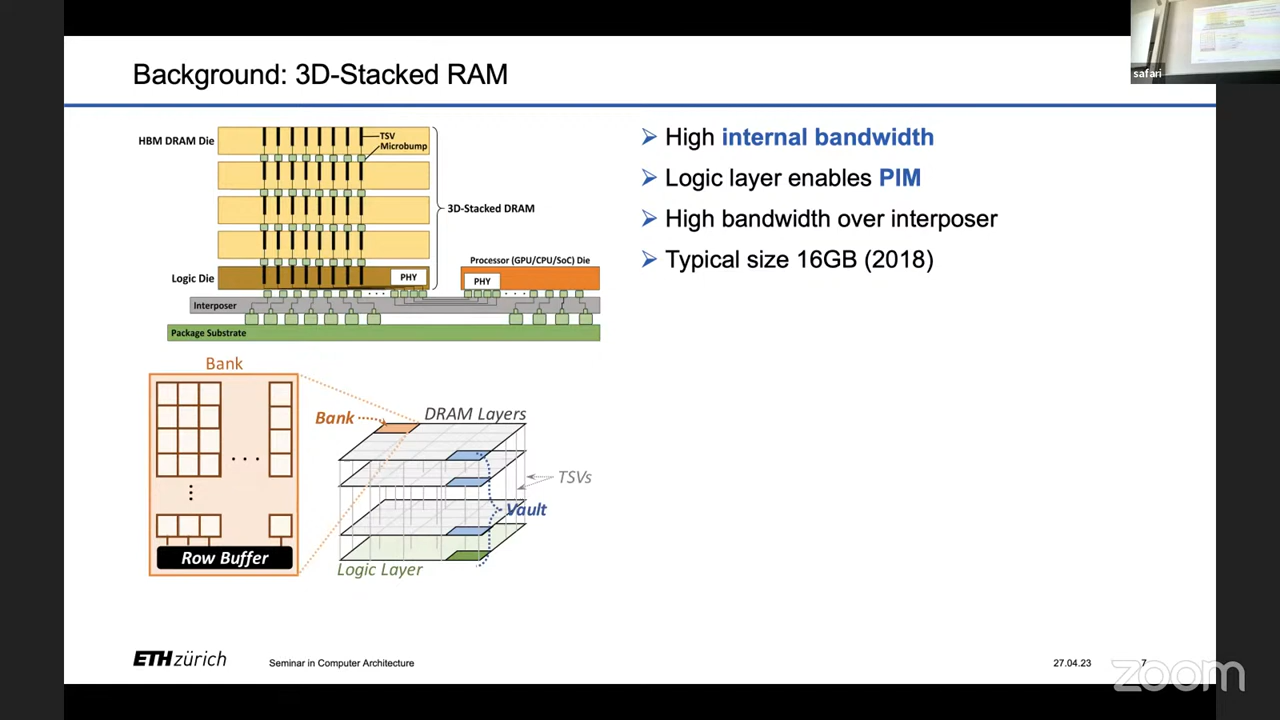 safari
Background: 3D-Stacked RAM
HBM DRAM Die
TSV
Microbump
3D-Stacked DRAM
Logic Die
PHY
Processor (GPU/CPU/SoC) Die
PHY
Interposer
Package Substrate
High internal bandwidth
Logic layer enables PIM
High bandwidth over interposer
Typical size 16GB (2018)
Bank
Row Buffer
Bank
DRAM Layers
TSVs
Vault
Logic Layer
ETH zürich
Seminar in Computer Architecture
27.04.23
7
zoom